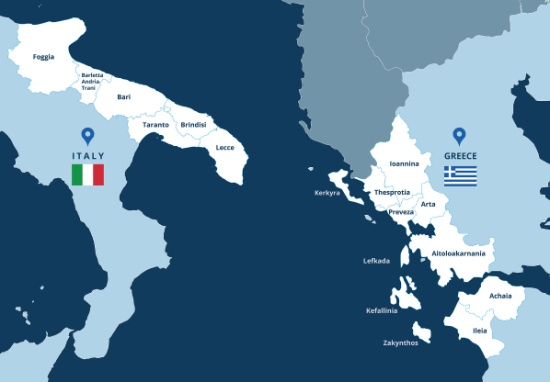 Foggia
Barletta
Andria
Trani
Bari
Taranto
Brindisi
Lecce
ITALY
GREECE
Ioannina
Kerkyra
Thesprotia
Arta
Preveza
Aitoloakarnania
Lefkada
Achaia
Kefallinia
Ileia
Zakynthos